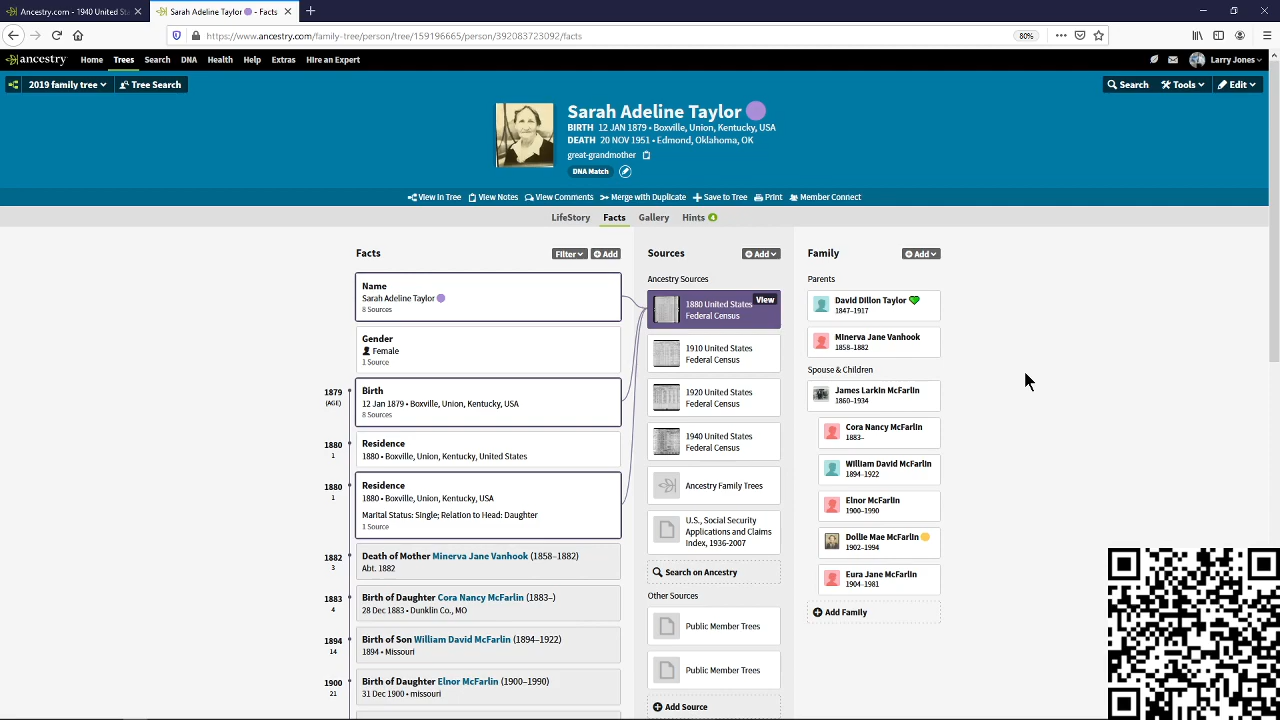 Ancestry.com - 1940 United Sta
Sarah Adeline Taylor - Facts
https://www.ancestry.com/family-tree/person/tree/159196665/person/392083723092/facts
80%
ancestry
Home Trees Search DNA Health Help Extras Hire an Expert
Larry Jones
2019 family tree
Tree Search
Search Tools Edit
Sarah Adeline Taylor
BIRTH 12 JAN 1879 • Boxville, Union, Kentucky, USA
DEATH 20 NOV 1951 • Edmond, Oklahoma, OK
great-grandmother
DNA Match
View in Tree View Notes View Comments Merge with Duplicate Save to Tree Print Member Connect
LifeStory Facts Gallery Hints 4
Facts
Filter Add
Name
Sarah Adeline Taylor
8 Sources
Gender
Female
1 Source
1879
(AGE)
Birth
12 Jan 1879 • Boxville, Union, Kentucky, USA
8 Sources
1880
1
Residence
1880 • Boxville, Union, Kentucky, United States
1880
1
Residence
1880 • Boxville, Union, Kentucky, USA
Marital Status: Single; Relation to Head: Daughter
1 Source
1882
3
Death of Mother Minerva Jane Vanhook (1858–1882)
Abt. 1882
1883
4
Birth of Daughter Cora Nancy McFarlin (1883–)
28 Dec 1883 • Dunklin Co., MO
1894
14
Birth of Son William David McFarlin (1894–1922)
1894 • Missouri
1900
21
Birth of Daughter Elnor McFarlin (1900–1990)
31 Dec 1900 • missouri
Sources
Add
Ancestry Sources
1880 United States
Federal Census
View
1910 United States
Federal Census
1920 United States
Federal Census
1940 United States
Federal Census
Ancestry Family Trees
U.S., Social Security
Applications and Claims
Index, 1936-2007
Search on Ancestry
Other Sources
Public Member Trees
Public Member Trees
Add Source
Family
Add
Parents
David Dillon Taylor
1847–1917
Minerva Jane Vanhook
1858–1882
Spouse & Children
James Larkin McFarlin
1860–1934
Cora Nancy McFarlin
1883–
William David McFarlin
1894–1922
Elnor McFarlin
1900–1990
Dollie Mae McFarlin
1902–1994
Eura Jane McFarlin
1904–1981
Add Family